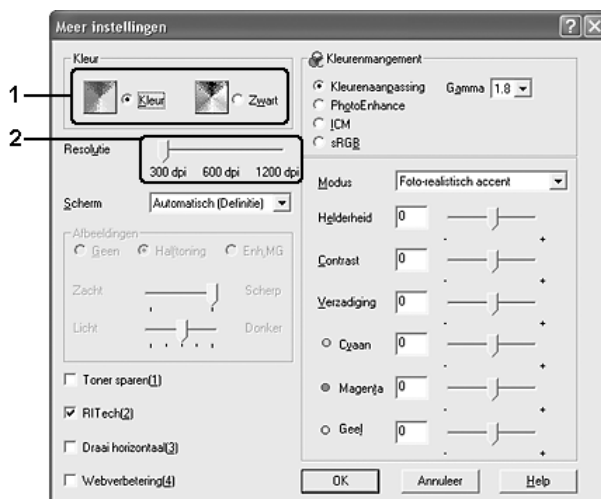 Meer instellingen
Kleur
1
Kleur
Zwart
2
Resolutie
300 dpi 600 dpi 1200 dpi
Scherm
Automatisch (Definitie)
Afbeeldingen
Geen
Halftoning
Enh,MG
Zacht
Scherp
Licht
Donker
Toner sparen(1)
RITech(2)
Draai horizontaal(3)
Webverbetering(4)
Kleurenmangement
Kleurenaanpassing
Gamma
1.8
PhotoEnhance
ICM
sRGB
Modus
Foto-realistisch accent
Helderheid
0
- +
Contrast
0
- +
Verzadiging
0
- +
Cyaan
0
- +
Magenta
0
- +
Geel
0
- +
OK
Annuleer
Help